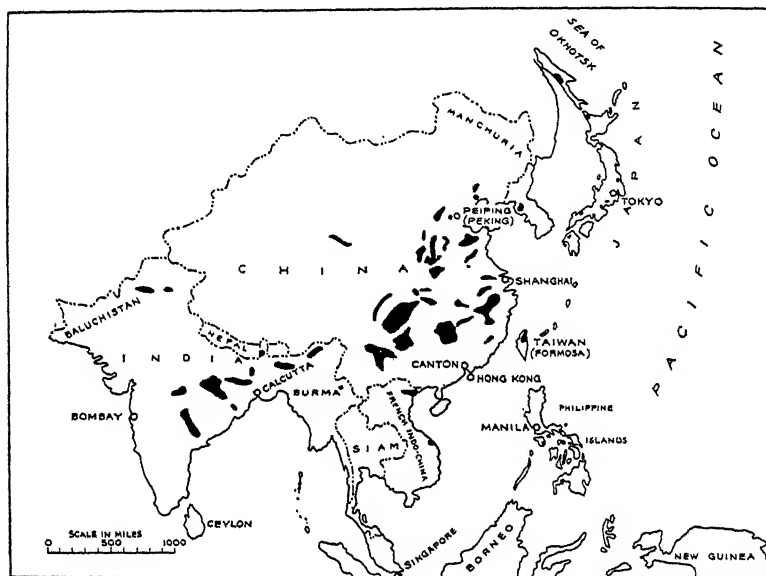 SEA OF
OKHOTSK
MANCHURIA
PACIFIC OCEAN
JAPAN
PEIPING
(PEKING)
TOKYO
CHINA
SHANGHAI
BALUCHISTAN
NEPAL
TAIWAN
(FORMOSA)
INDIA
CALCUTTA
CANTON
HONG KONG
BURMA
BOMBAY
FRENCH INDO-CHINA
PHILIPPINE
ISLANDS
MANILA
SIAM
CEYLON
SCALE IN MILES
0 500 1000
SINGAPORE
BORNEO
NEW GUINEA